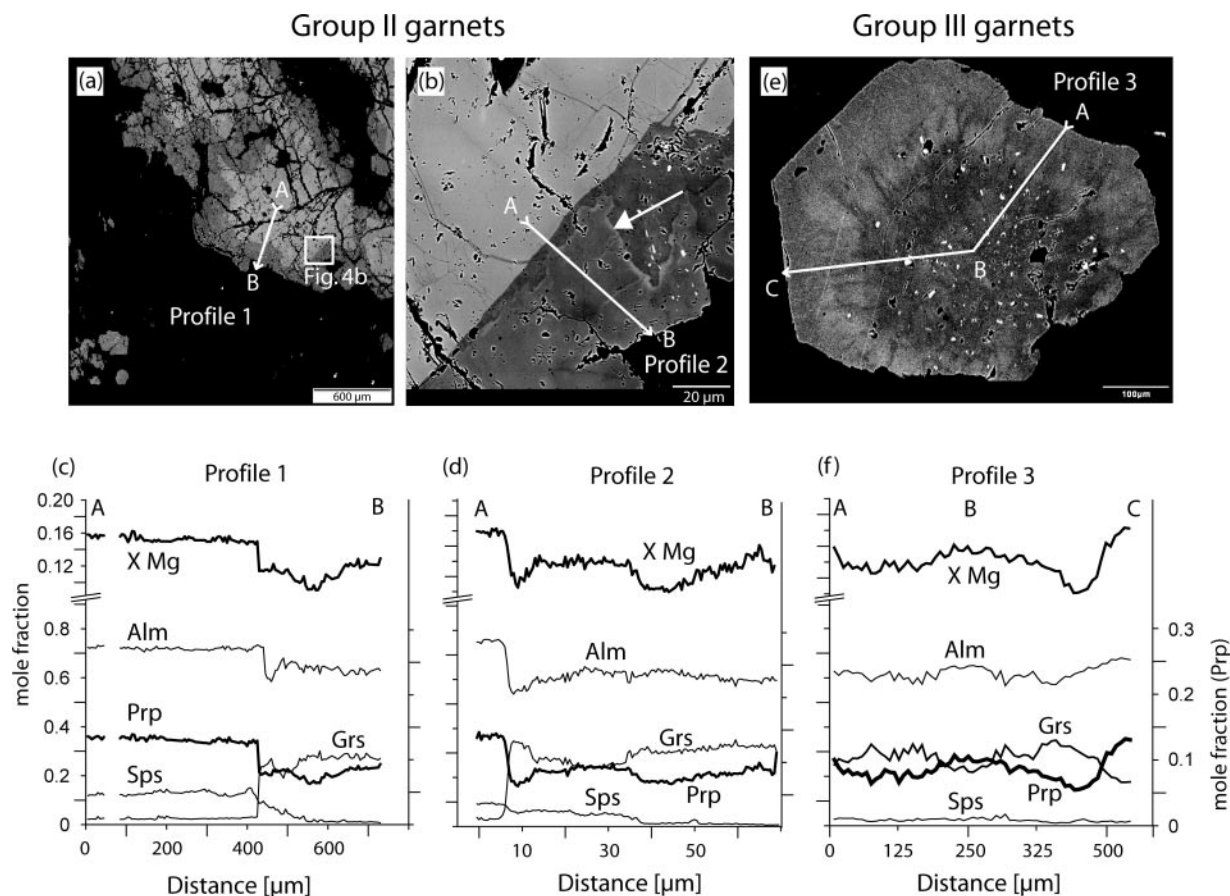 Group II garnets
Group III garnets
(a)
A
B
Fig. 4b
Profile 1
600 µm
(b)
A
B
Profile 2
20 µm
(e)
Profile 3
A
B
C
100µm
(c)
Profile 1
A
B
0.20
0.16
0.12
X Mg
mole fraction
0.8
0.6
0.4
0.2
0
Alm
Prp
Grs
Sps
200
400
600
Distance [µm]
(d)
Profile 2
A
B
X Mg
Alm
Grs
Sps
Prp
10
30
50
Distance [µm]
(f)
Profile 3
A
B
C
X Mg
Alm
Grs
Prp
Sps
0
125
250
375
500
Distance [µm]
0.3
0.2
0.1
0
mole fraction (Prp)